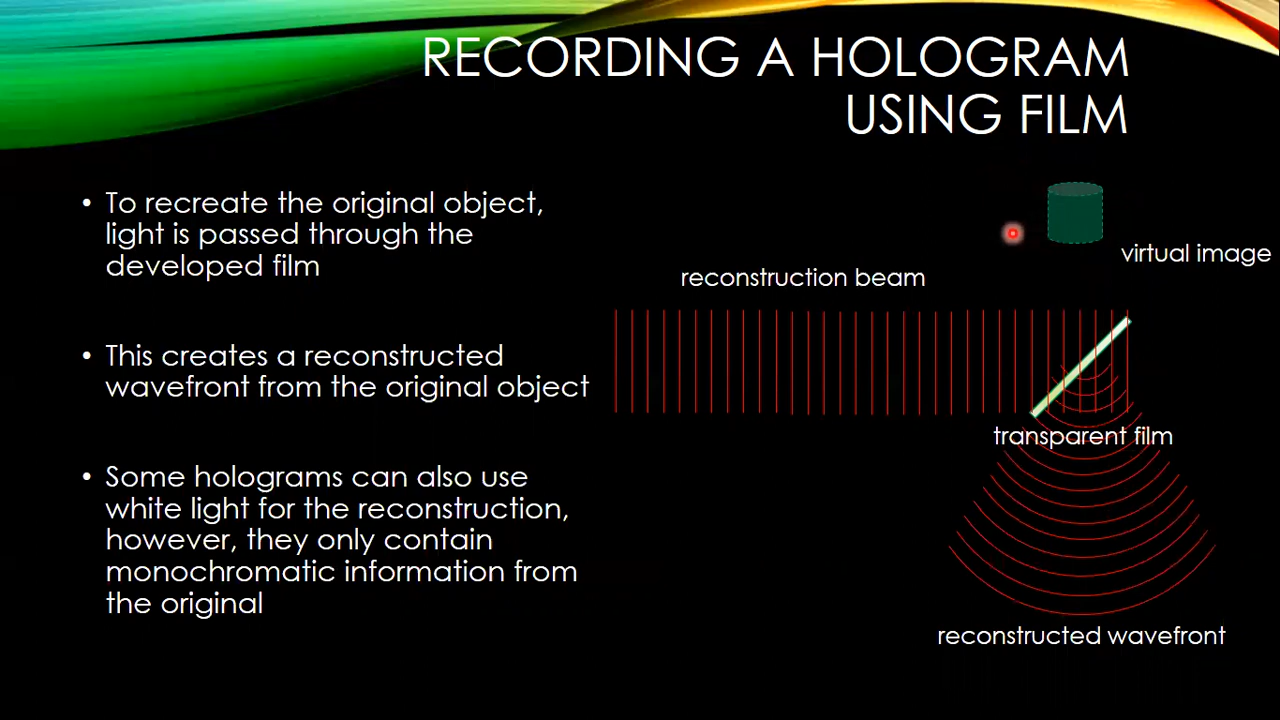 RECORDING A HOLOGRAM
USING FILM
• To recreate the original object,
light is passed through the
developed film
• This creates a reconstructed
wavefront from the original object
• Some holograms can also use
white light for the reconstruction,
however, they only contain
monochromatic information from
the original
virtual image
reconstruction beam
transparent film
reconstructed wavefront